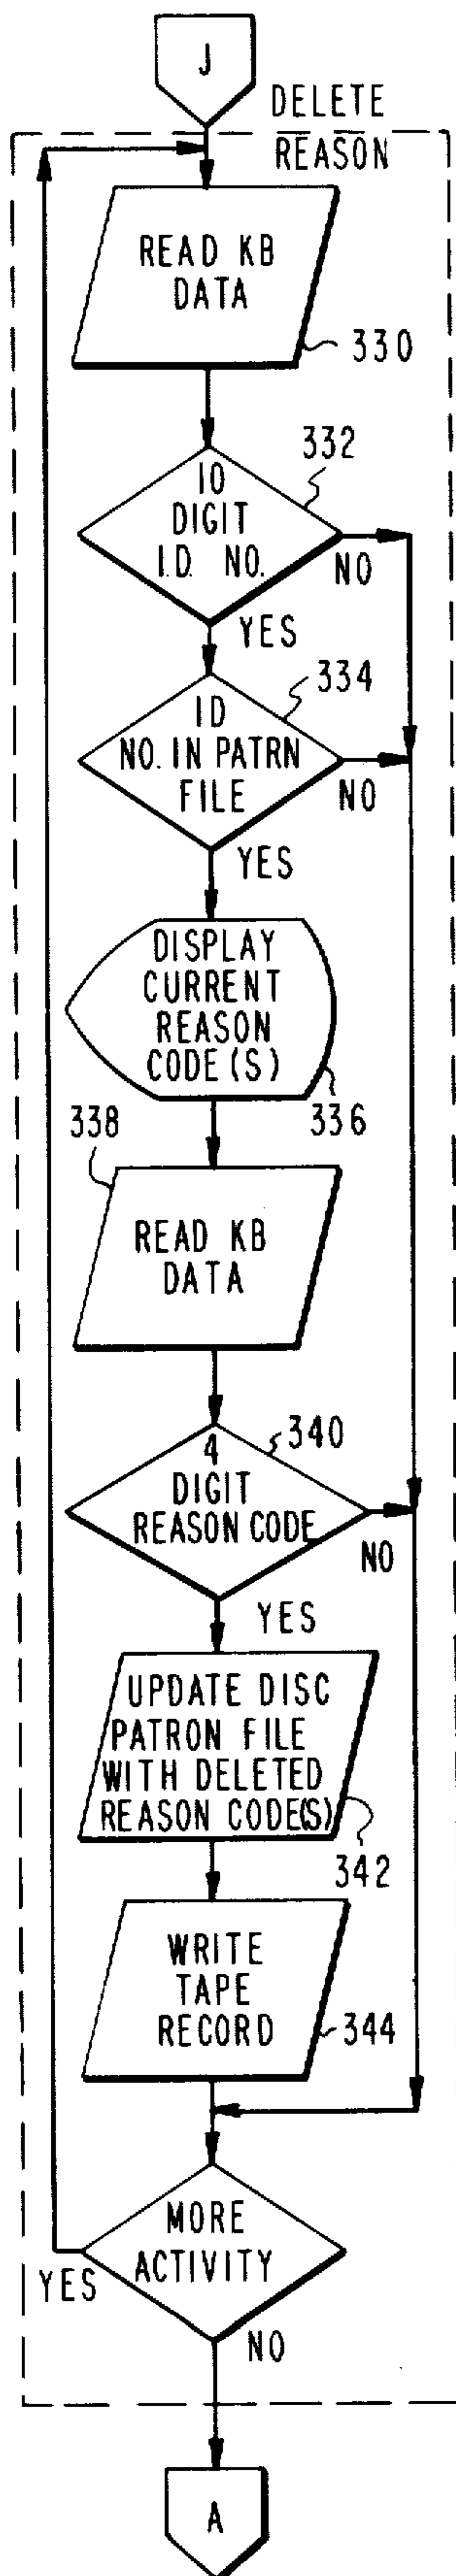 J
DELETE
REASON
READ KB
DATA
330
332
10
DIGIT
I.D. NO.
NO
YES
334
ID
NO. IN PATRN
FILE
NO
YES
DISPLAY
CURRENT
REASON
CODE(S)
336
338
READ KB
DATA
340
4
DIGIT
REASON CODE
NO
YES
UPDATE DISC
PATRON FILE
WITH DELETED
REASON CODE(S)
342
WRITE
TAPE
RECORD
344
MORE
ACTIVITY
YES
NO
A